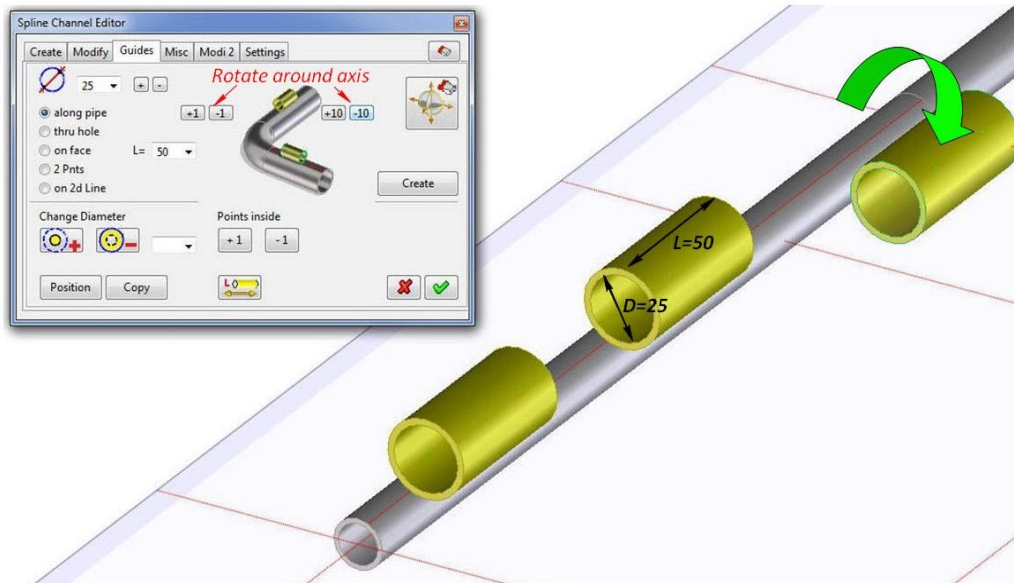 Spline Channel Editor
Create Modify Guides Misc Modi 2 Settings
25 + -
Rotate around axis
along pipe
+1 -1
+10 -10
thru hole
on face
L= 50
2 Pnts
on 2d Line
Create
Change Diameter
Points inside
+ 1 - 1
Position Copy
L
L=50
D=25